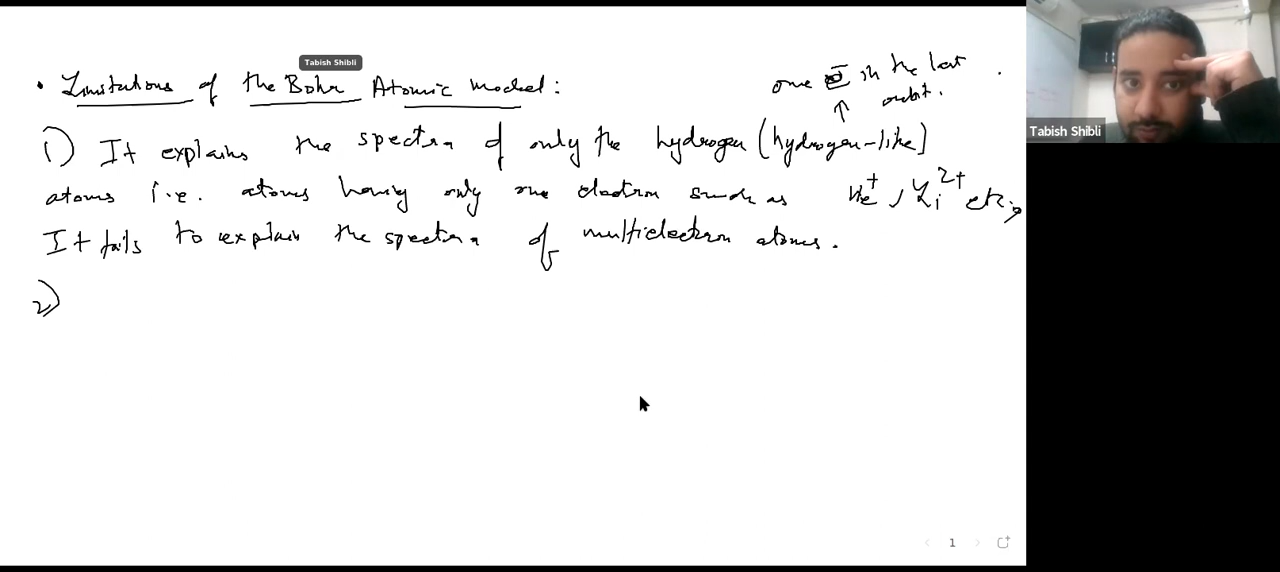 Tabish Shibli
• Limitations of the Bohr Atomic model:
one e̅ in the last
orbit.
↑
1) It explains the spectra of only the hydrogen (hydrogen-like)
atoms i.e. atoms having only one electron such as He⁺, Li²⁺ etc.,
It fails to explain the spectra of multielectron atoms.
2)
Tabish Shibli
1